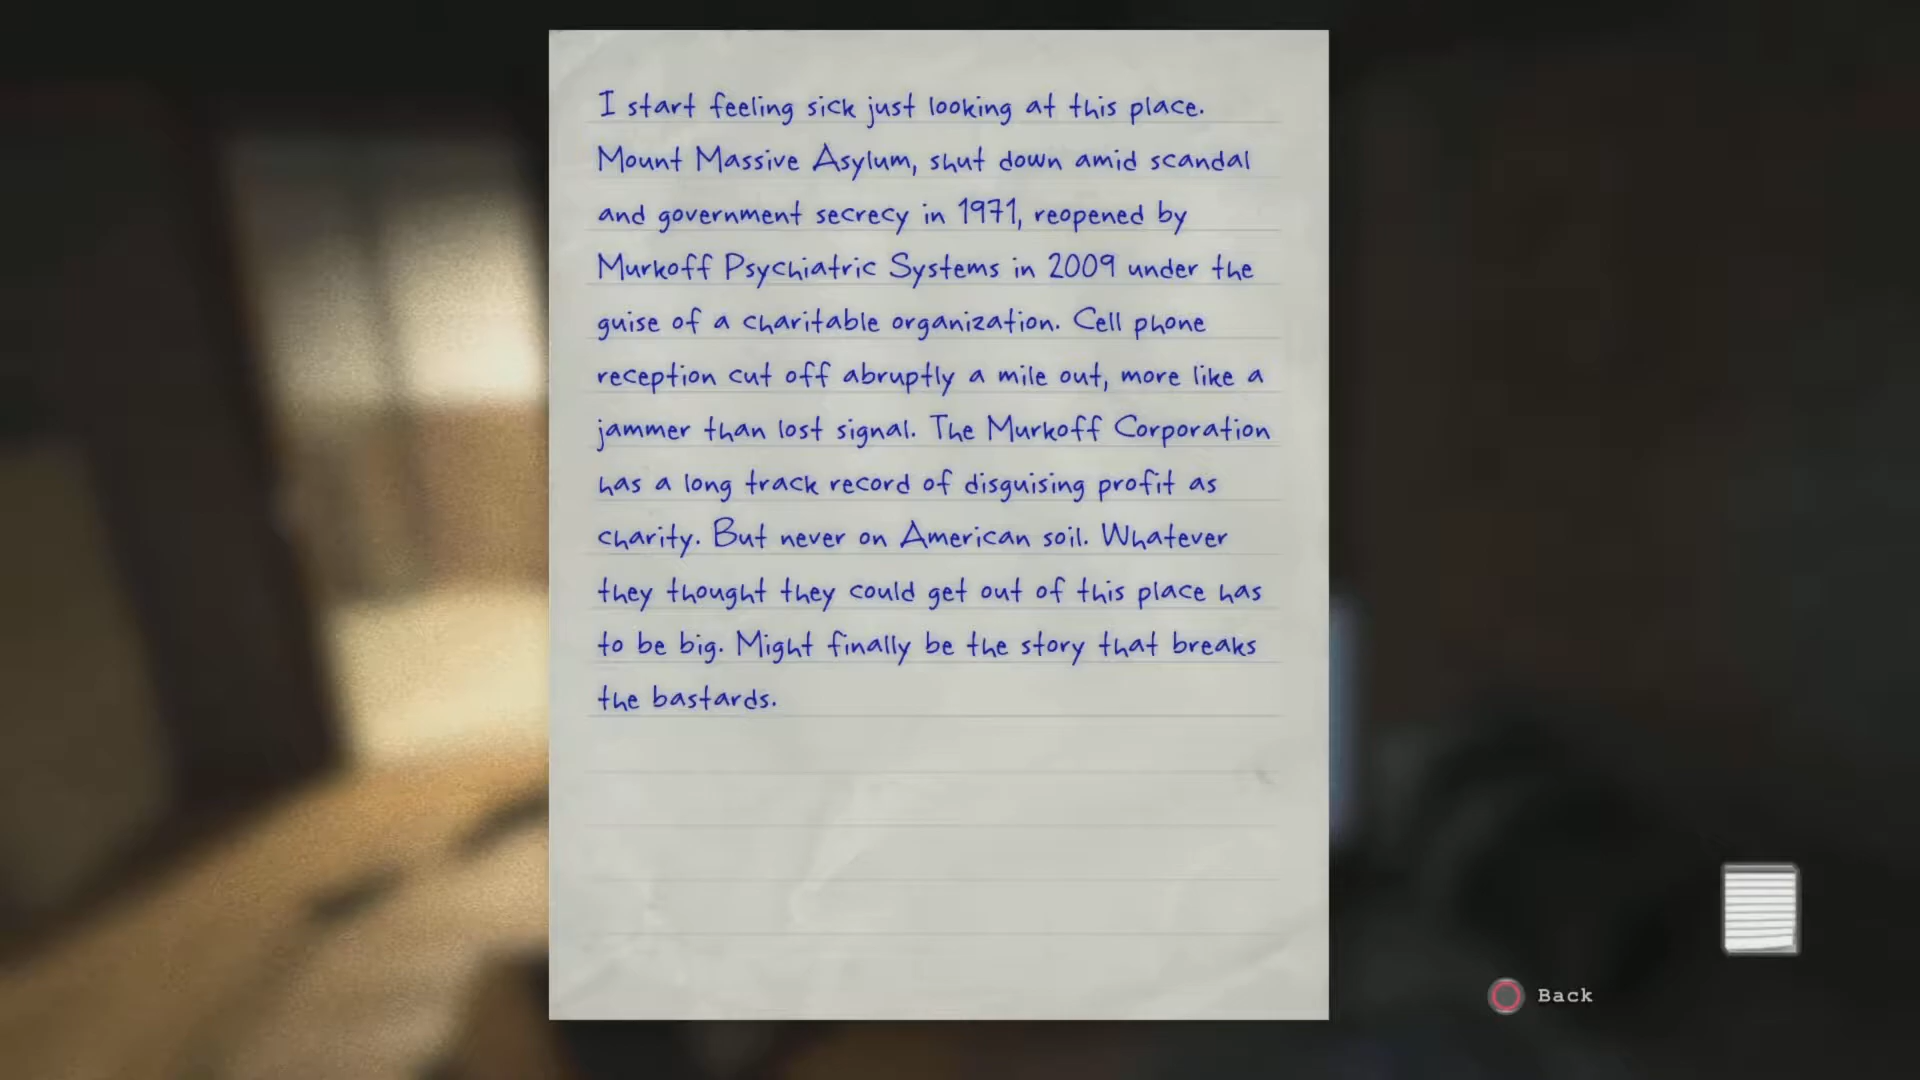 I start feeling sick just looking at this place.
Mount Massive Asylum, shut down amid scandal
and government secrecy in 1971, reopened by
Murkoff Psychiatric Systems in 2009 under the
guise of a charitable organization. Cell phone
reception cut off abruptly a mile out, more like a
jammer than lost signal. The Murkoff Corporation
has a long track record of disguising profit as
charity. But never on American soil. Whatever
they thought they could get out of this place has
to be big. Might finally be the story that breaks
the bastards.
Back